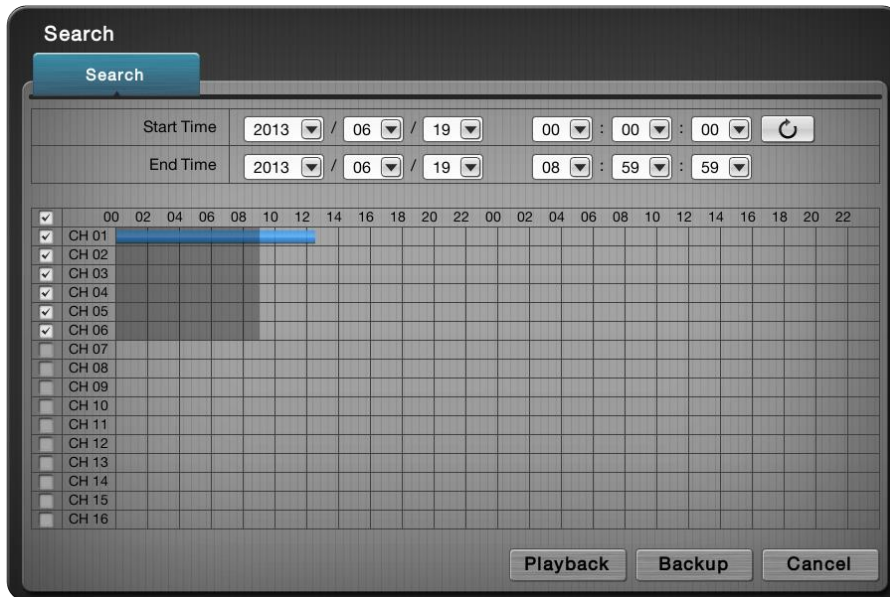 Search
Search
Start Time 2013 / 06 / 19 00 : 00 : 00
End Time 2013 / 06 / 19 08 : 59 : 59
00 02 04 06 08 10 12 14 16 18 20 22 00 02 04 06 08 10 12 14 16 18 20 22
CH 01
CH 02
CH 03
CH 04
CH 05
CH 06
CH 07
CH 08
CH 09
CH 10
CH 11
CH 12
CH 13
CH 14
CH 15
CH 16
Playback Backup Cancel